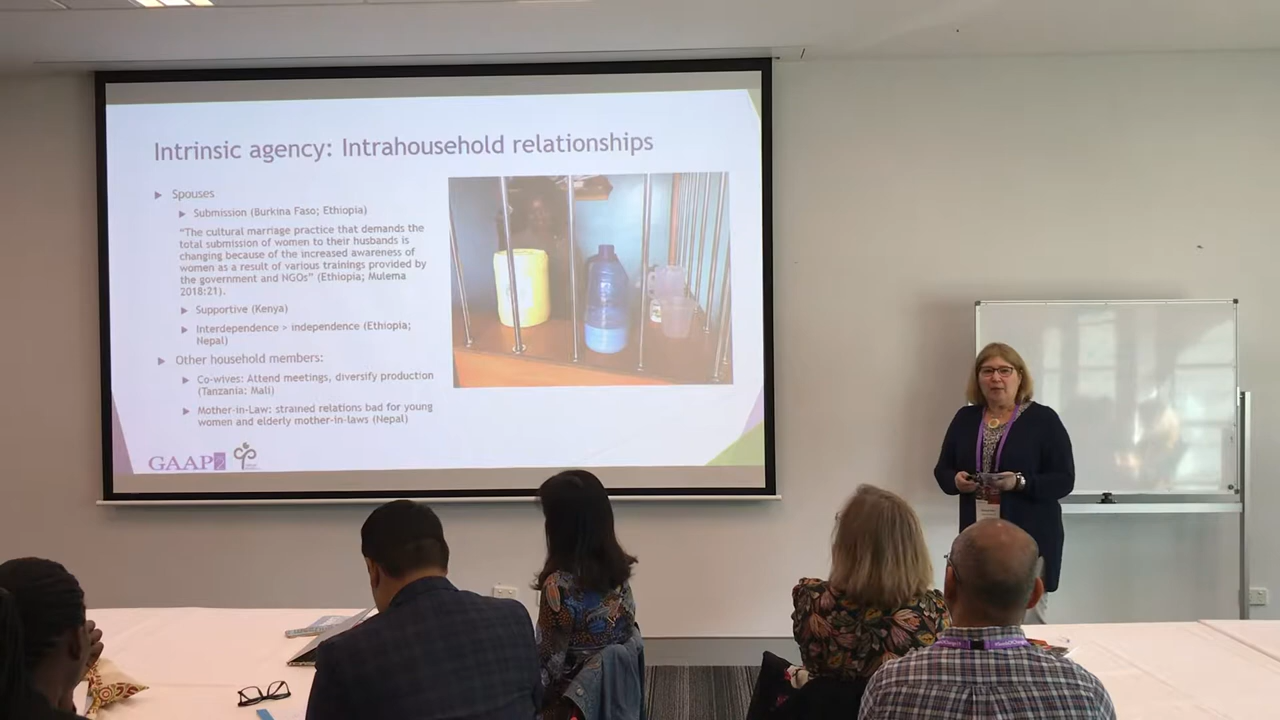 Intrinsic agency: Intrahousehold relationships
Spouses
Submission (Burkina Faso; Ethiopia)
"The cultural marriage practice that demands the
total submission of women to their husbands is
changing because of the increased awareness of
women as a result of various trainings provided by
the government and NGOs" (Ethiopia; Mulema
2018:21).
Supportive (Kenya)
Interdependence > independence (Ethiopia;
Nepal)
Other household members:
Co-wives: Attend meetings, diversify production
(Tanzania: Mali)
Mother-in-Law: strained relations bad for young
women and elderly mother-in-laws (Nepal)
GAAP2